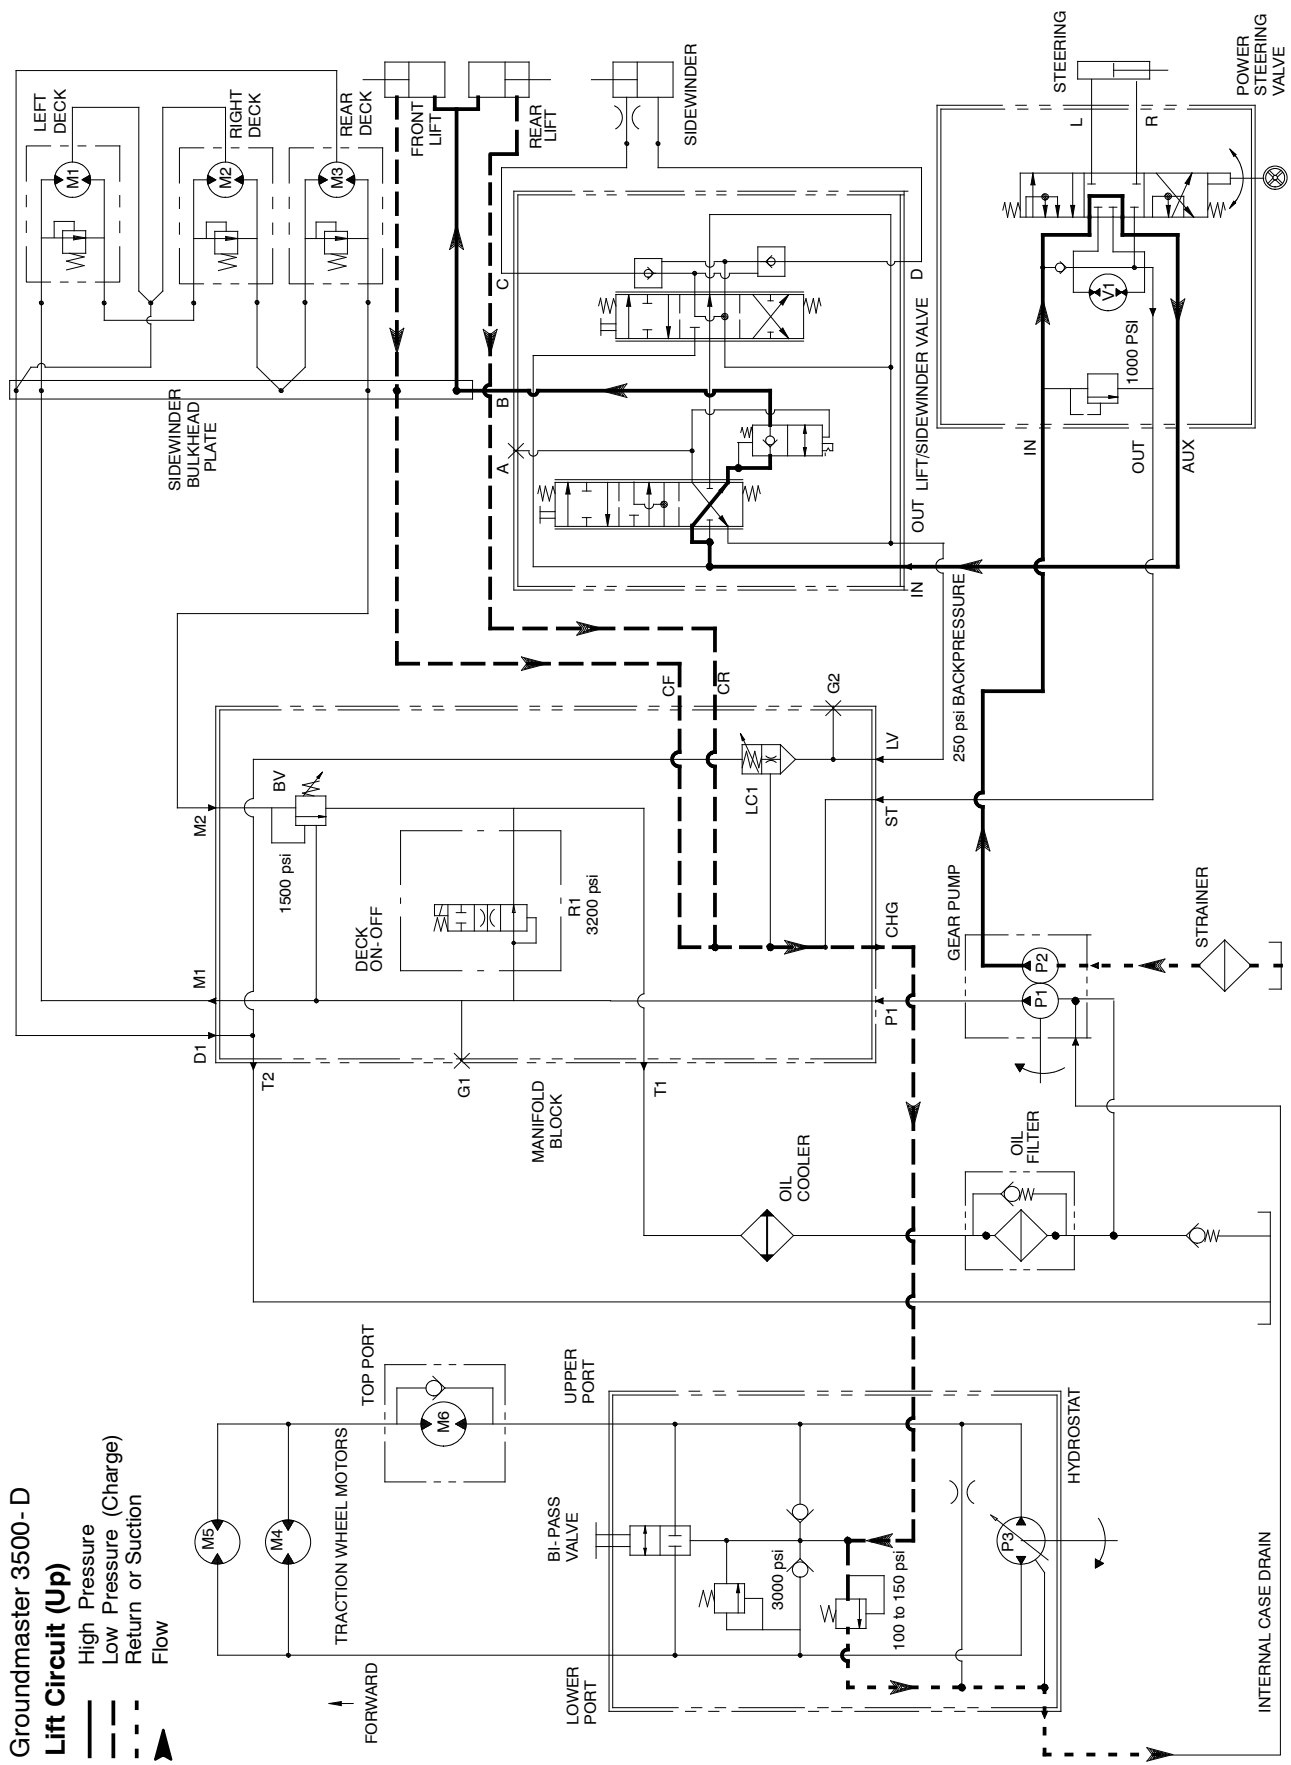 Groundmaster 3500-D
Lift Circuit (Up)
High Pressure
Low Pressure (Charge)
Return or Suction
Flow
FORWARD
TRACTION WHEEL MOTORS
M5
M4
M6
TOP PORT
UPPER
PORT
LOWER
PORT
BI-PASS
VALVE
3000 psi
100 to 150 psi
P3
HYDROSTAT
INTERNAL CASE DRAIN
OIL
COOLER
OIL
FILTER
MANIFOLD
BLOCK
D1
T2
M1
G1
T1
P1
M2
1500 psi
BV
DECK
ON-OFF
R1
3200 psi
CHG
ST
LV
LC1
G2
CF
CR
GEAR PUMP
P1
P2
STRAINER
250 psi BACKPRESSURE
SIDEWINDER
BULKHEAD
PLATE
LEFT
DECK
M1
RIGHT
DECK
M2
REAR
DECK
M3
FRONT
LIFT
REAR
LIFT
SIDEWINDER
A
B
C
D
IN
OUT
LIFT/SIDEWINDER VALVE
IN
OUT
AUX
1000 PSI
V1
L
R
STEERING
POWER
STEERING
VALVE